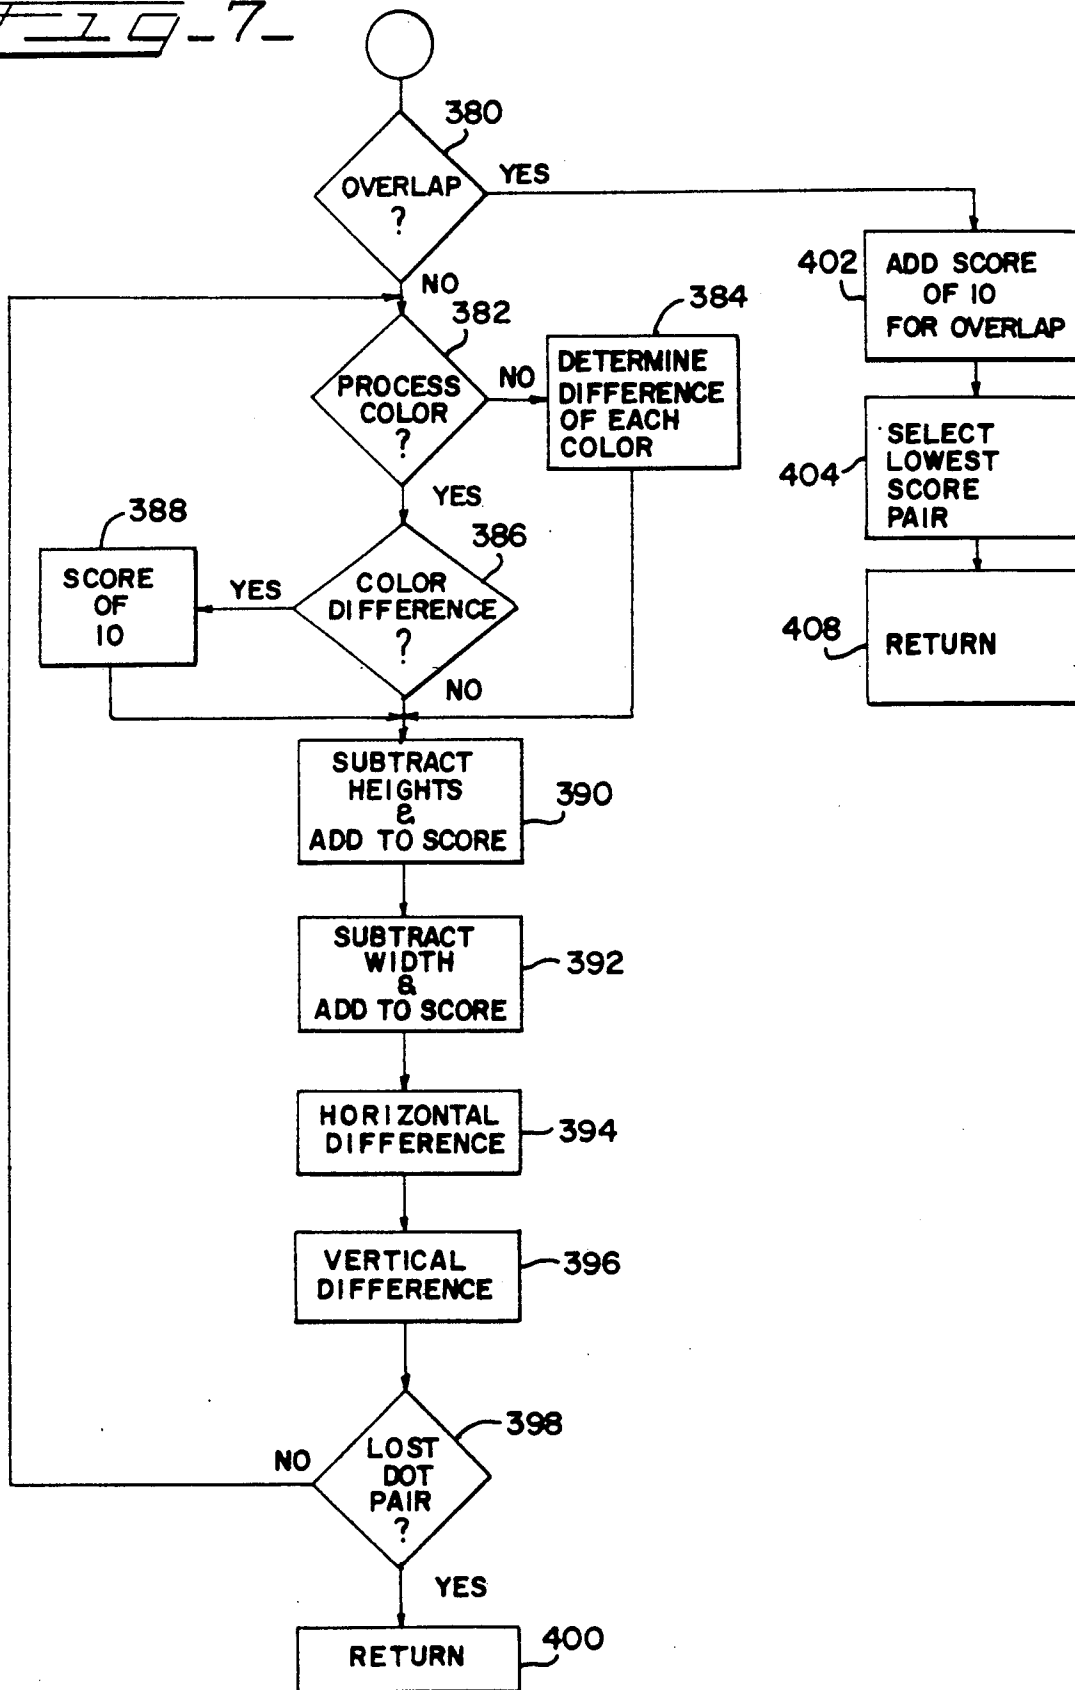 Fig-7-
380
OVERLAP
?
YES
NO
402
ADD SCORE
OF 10
FOR OVERLAP
382
PROCESS
COLOR
?
NO
YES
384
DETERMINE
DIFFERENCE
OF EACH
COLOR
404
SELECT
LOWEST
SCORE
PAIR
388
SCORE
OF
10
YES
386
COLOR
DIFFERENCE
?
NO
408
RETURN
SUBTRACT
HEIGHTS
&
ADD TO SCORE
390
SUBTRACT
WIDTH
&
ADD TO SCORE
392
HORIZONTAL
DIFFERENCE
394
VERTICAL
DIFFERENCE
396
398
LOST
DOT
PAIR
?
NO
YES
RETURN
400